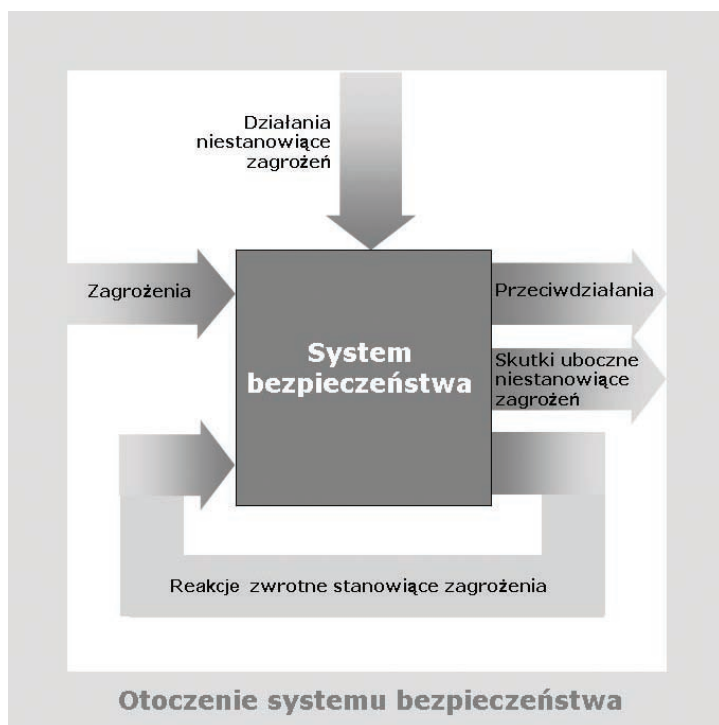 Działania
niestanowiące
zagrożeń
Zagrożenia
Przeciwdziałania
System
bezpieczeństwa
Skutki uboczne
niestanowiące
zagrożeń
Reakcje zwrotne stanowiące zagrożenia
Otoczenie systemu bezpieczeństwa